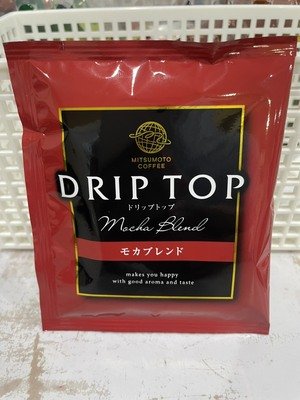 MITSUMOTO
COFFEE
DRIP TOP
ドリップトップ
Mocha Blend
モカブレンド
makes you happy
with good aroma and taste